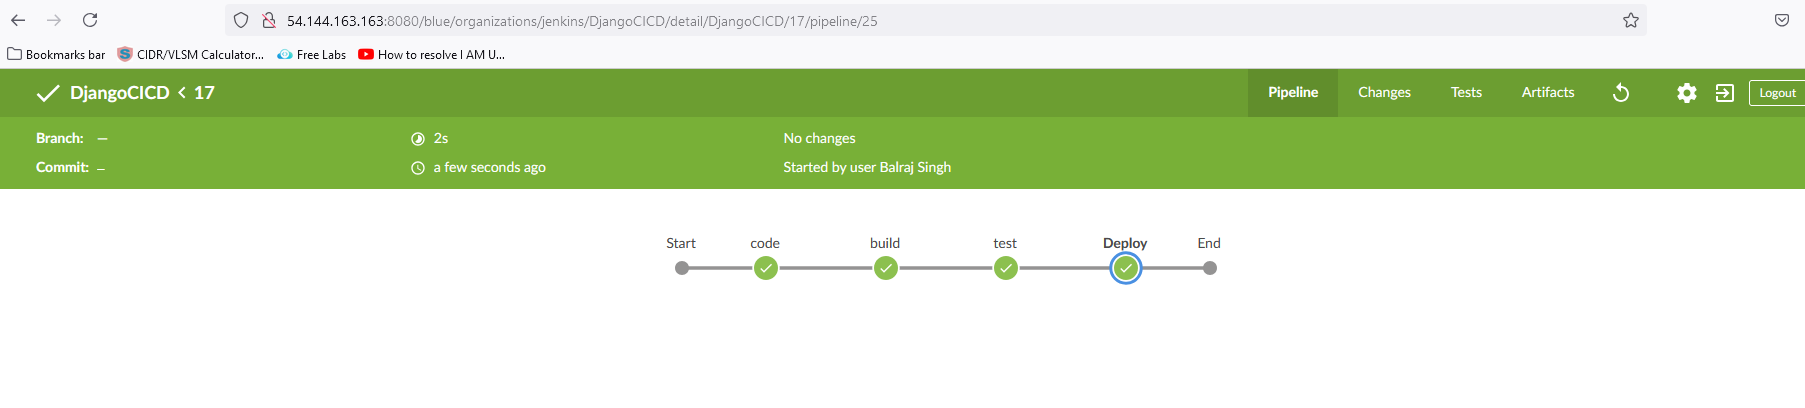 54.144.163.163:8080/blue/organizations/jenkins/DjangoCICD/detail/DjangoCICD/17/pipeline/25
Bookmarks bar CIDR/VLSM Calculator... Free Labs How to resolve I AM U...
DjangoCICD < 17 Pipeline Changes Tests Artifacts Logout
Branch: — 2s No changes
Commit: — a few seconds ago Started by user Balraj Singh
Start code build test Deploy End